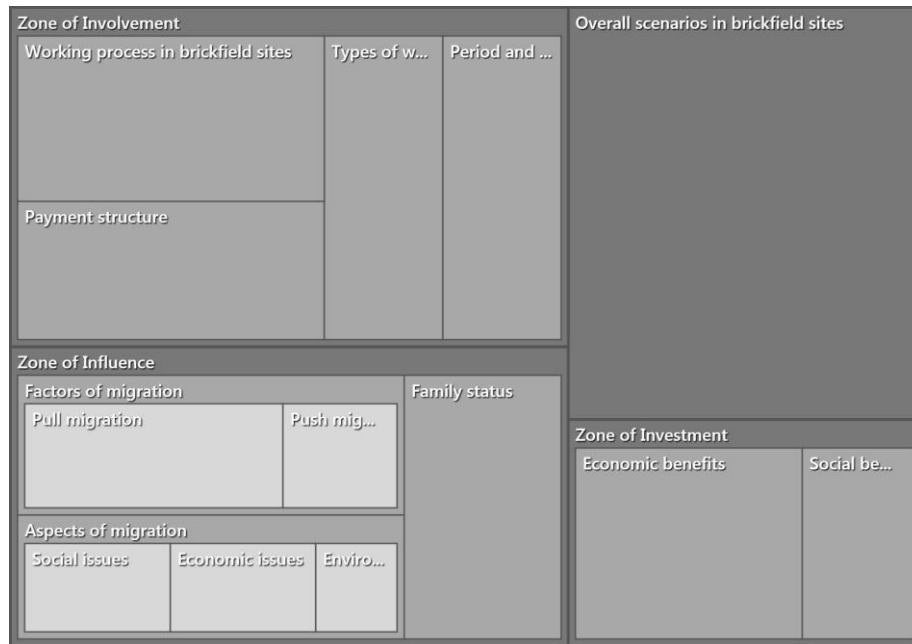 Zone of Involvement
Working process in brickfield sites
Types of w...
Period and ...
Payment structure
Overall scenarios in brickfield sites
Zone of Influence
Factors of migration
Pull migration
Push mig...
Family status
Aspects of migration
Social issues
Economic issues
Enviro...
Zone of Investment
Economic benefits
Social be...